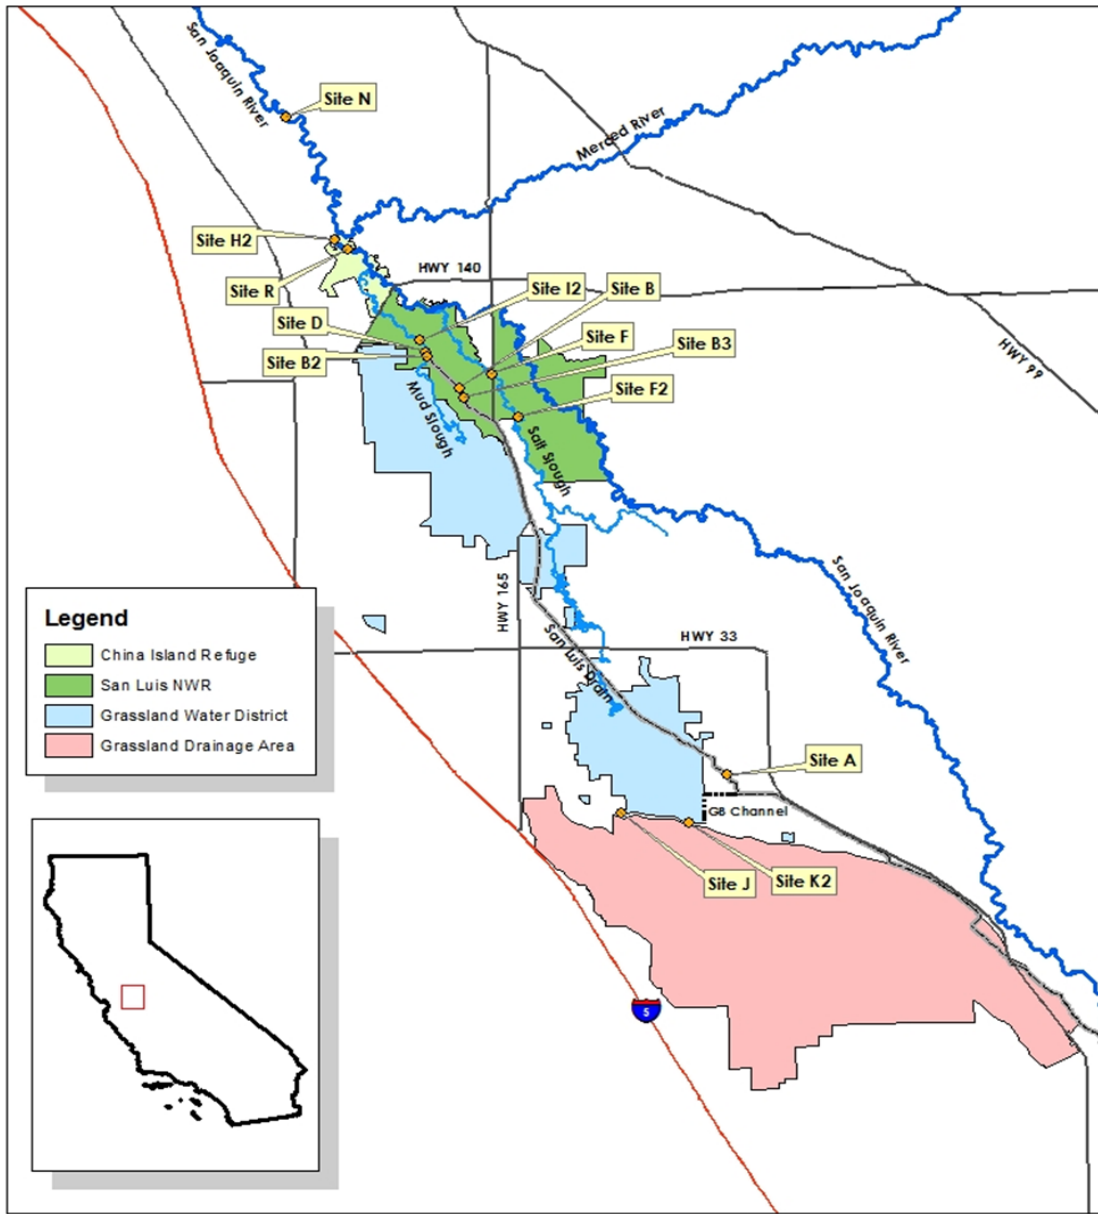 San Joaquin River
Site N
Merced River
Site H2
HWY 140
Site R
Site I2
Site B
Site D
Site F
Site B3
Site B2
HWY 99
Site F2
Mud Slough
Salt Slough
San Joaquin River
HWY 165
HWY 33
San Luis Drain
Legend
China Island Refuge
San Luis NWR
Grassland Water District
Grassland Drainage Area
Site A
GB Channel
Site J
Site K2
5